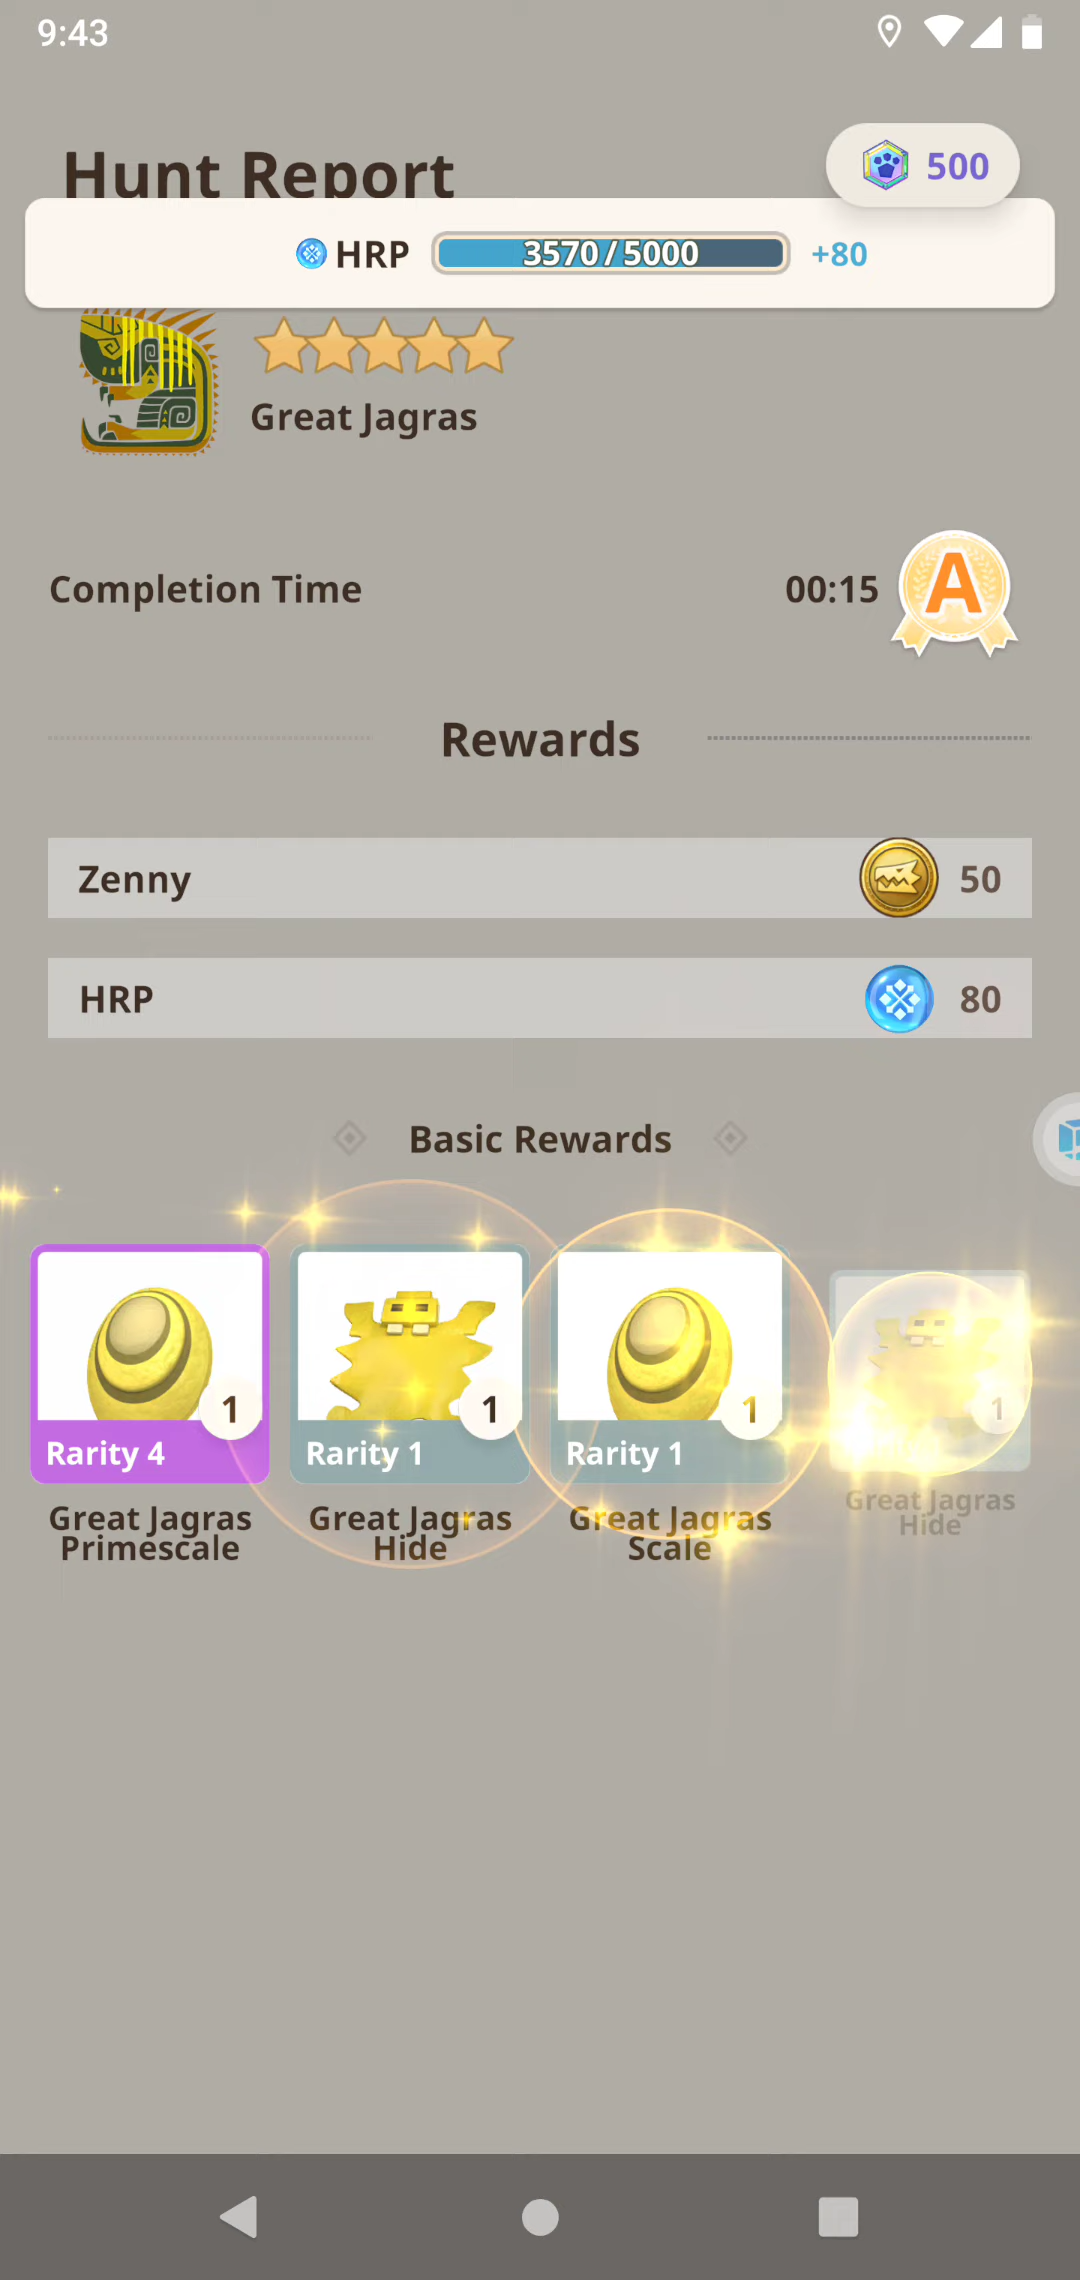 9:43
Hunt Report
500
HRP 3570/5000 +80
Great Jagras
Completion Time 00:15 A
Rewards
Zenny 50
HRP 80
Basic Rewards
1 1 1 1
Rarity 4 Rarity 1 Rarity 1
Great Jagras Great Jagras Great Jagras Great Jagras
Primescale Hide Scale Hide